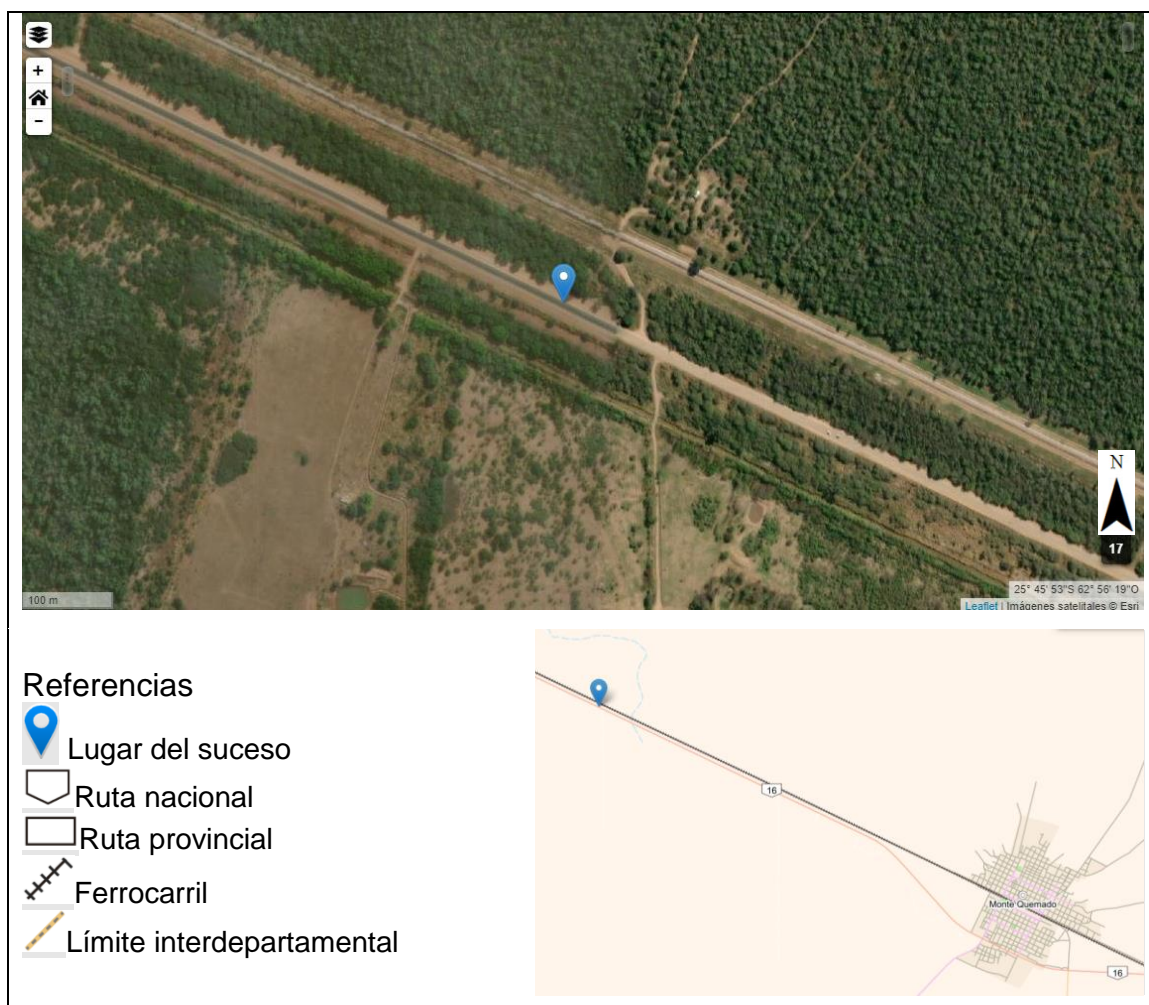 +
-
N
17
100 m
25° 45' 53"S 62° 56' 19"O
Leaflet | Imágenes satelitales © Esri
Referencias
Lugar del suceso
Ruta nacional
Ruta provincial
Ferrocarril
Límite interdepartamental
16
Monte Quemado
16